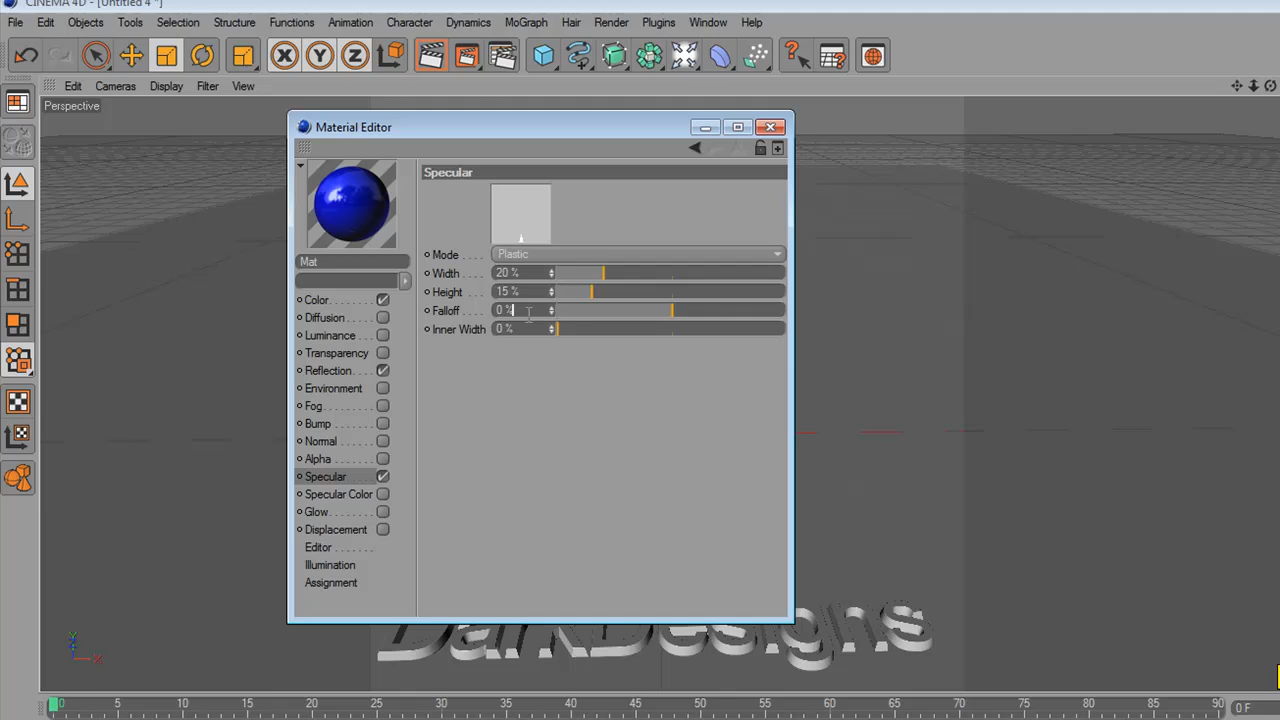 CINEMA 4D - [Untitled 4 *]
File Edit Objects Tools Selection Structure Functions Animation Character Dynamics MoGraph Hair Render Plugins Window Help
Edit Cameras Display Filter View
Perspective
Material Editor
Specular
Mode Plastic
Width 20 %
Height 15 %
Falloff 0 %
Inner Width 0 %
Mat
Color
Diffusion
Luminance
Transparency
Reflection
Environment
Fog
Bump
Normal
Alpha
Specular
Specular Color
Glow
Displacement
Editor
Illumination
Assignment
DarkDesigns
Y
X
0 5 10 15 20 25 30 35 40 45 50 55 60 65 70 75 80 85 90 0 F